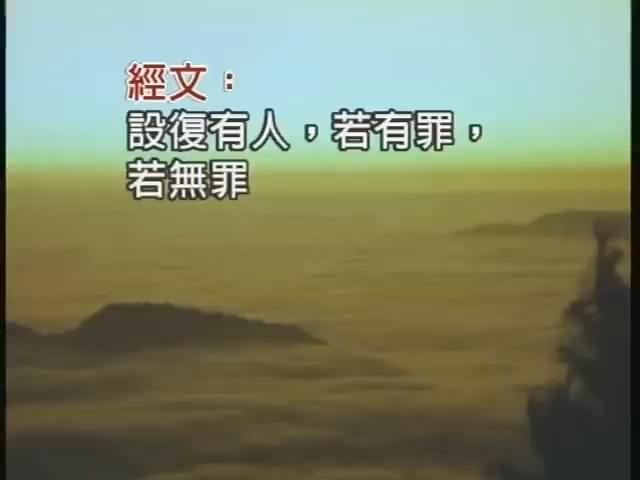 經文：
設復有人，若有罪，
若無罪